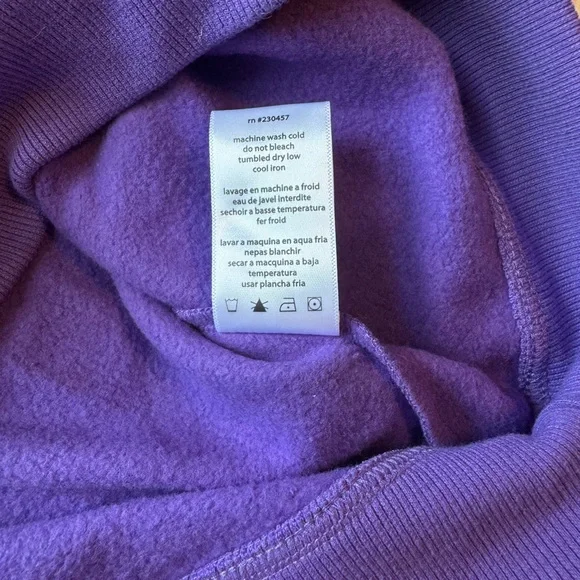 rn #230457
machine wash cold
do not bleach
tumbled dry low
cool iron
lavage en machine a froid
eau de javel interdite
sechoir a basse temperatura
fer froid
lavar a maquina en aqua fria
nepas blanchir
secar a macquina a baja
temperatura
usar plancha fria